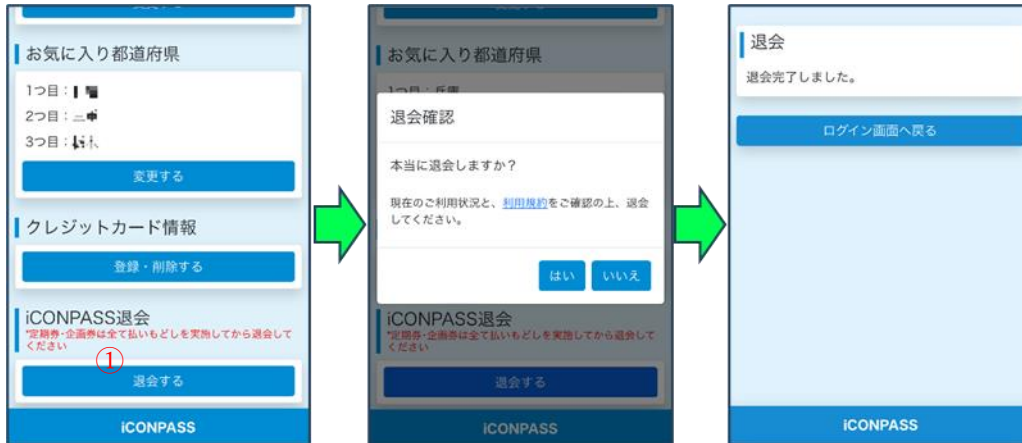 お気に入り都道府県
1つ目：
2つ目：
3つ目：
変更する
クレジットカード情報
登録・削除する
iCONPASS退会
*定期券・企画券は全て払いもどしを実施してから退会して
ください
①
退会する
iCONPASS
お気に入り都道府県
1つ目：兵庫
退会確認
本当に退会しますか？
現在のご利用状況と、利用規約をご確認の上、退会
してください。
はい いいえ
iCONPASS退会
*定期券・企画券は全て払いもどしを実施してから退会して
ください
退会する
iCONPASS
退会
退会完了しました。
ログイン画面へ戻る
iCONPASS